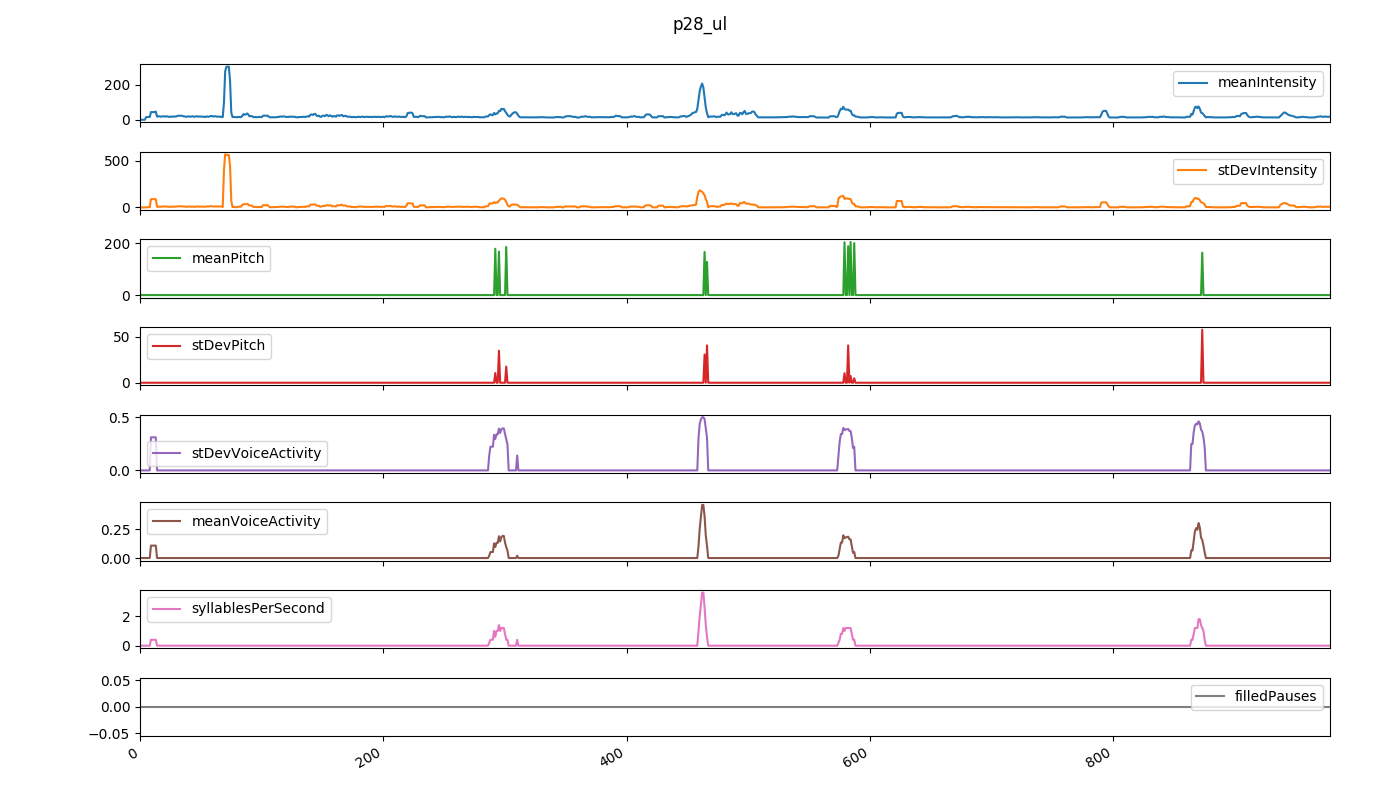 p28_ul
200
0
meanIntensity
500
0
stDevIntensity
200
0
meanPitch
50
0
stDevPitch
0.5
0.0
stDevVoiceActivity
0.25
0.00
meanVoiceActivity
2
0
syllablesPerSecond
0.05
0.00
−0.05
filledPauses
0
200
400
600
800